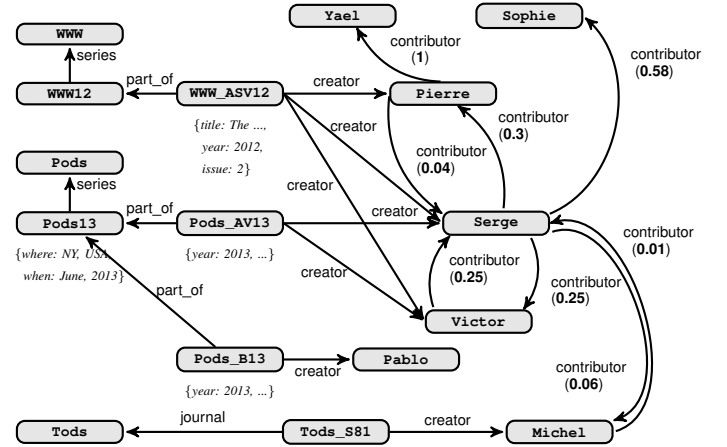 Yael
Sophie
WWW
contributor
(1)
contributor
(0.58)
series
WWW12
part_of
WWW_ASV12
creator
Pierre
{title: The ...,
year: 2012,
issue: 2}
creator
contributor
(0.04)
contributor
(0.3)
Pods
series
creator
Pods13
part_of
Pods_AV13
creator
Serge
{where: NY, USA,
when: June, 2013}
{year: 2013, ...}
creator
contributor
(0.25)
contributor
(0.25)
contributor
(0.01)
part_of
Victor
Pods_B13
creator
Pablo
{year: 2013, ...}
contributor
(0.06)
Tods
journal
Tods_S81
creator
Michel